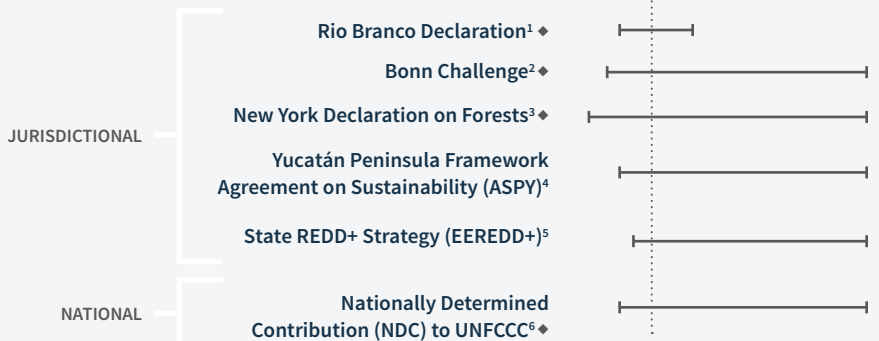 JURISDICTIONAL
Rio Branco Declaration¹ ◆
Bonn Challenge² ◆
New York Declaration on Forests³ ◆
Yucatán Peninsula Framework
Agreement on Sustainability (ASPY)⁴
State REDD+ Strategy (EEREDD+)⁵
NATIONAL
Nationally Determined
Contribution (NDC) to UNFCCC⁶ ◆